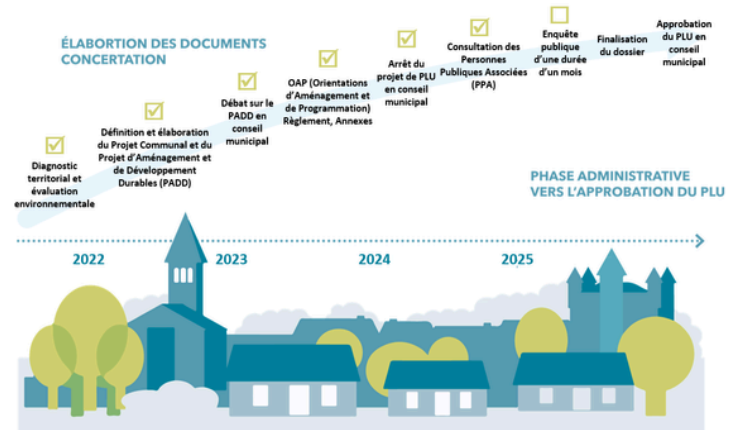 ÉLABORTION DES DOCUMENTS
CONCERTATION
Diagnostic
territorial et
évaluation
environnementale
Définition et élaboration
du Projet Communal et du
Projet d'Aménagement et
de Développement
Durables (PADD)
Débat sur le
PADD en
conseil
municipal
OAP (Orientations
d'Aménagement et
de Programmation)
Règlement, Annexes
Arrêt du
projet de PLU
en conseil
municipal
Consultation des
Personnes
Publiques Associées
(PPA)
Enquête
publique
d'une durée
d'un mois
Finalisation
du dossier
Approbation
du PLU en
conseil
municipal
PHASE ADMINISTRATIVE
VERS L'APPROBATION DU PLU
2022
2023
2024
2025